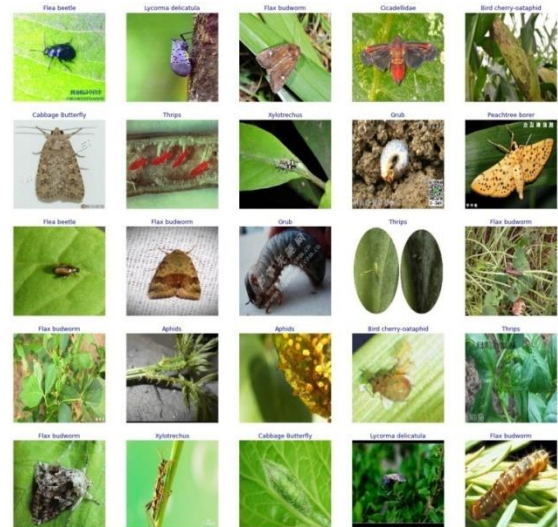 Flea beetle
Lycorma delicatula
Flax budworm
Cicadellidae
Bird cherry-oataphid
Cabbage Butterfly
Thrips
Xylotrechus
Grub
Peachtree borer
Flea beetle
Flax budworm
Grub
Thrips
Flax budworm
Flax budworm
Aphids
Aphids
Bird cherry-oataphid
Thrips
Flax budworm
Xylotrechus
Cabbage Butterfly
Lycorma delicatula
Flax budworm